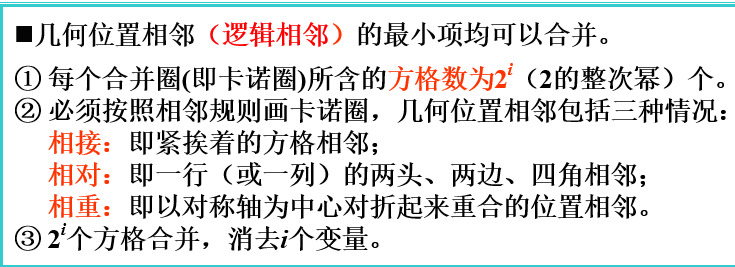 ■几何位置相邻（逻辑相邻）的最小项均可以合并。
① 每个合并圈(即卡诺圈)所含的方格数为2^i（2的整次幂）个。
② 必须按照相邻规则画卡诺圈，几何位置相邻包括三种情况：
相接：即紧挨着的方格相邻；
相对：即一行（或一列）的两头、两边、四角相邻；
相重：即以对称轴为中心对折起来重合的位置相邻。
③ 2^i个方格合并，消去i个变量。